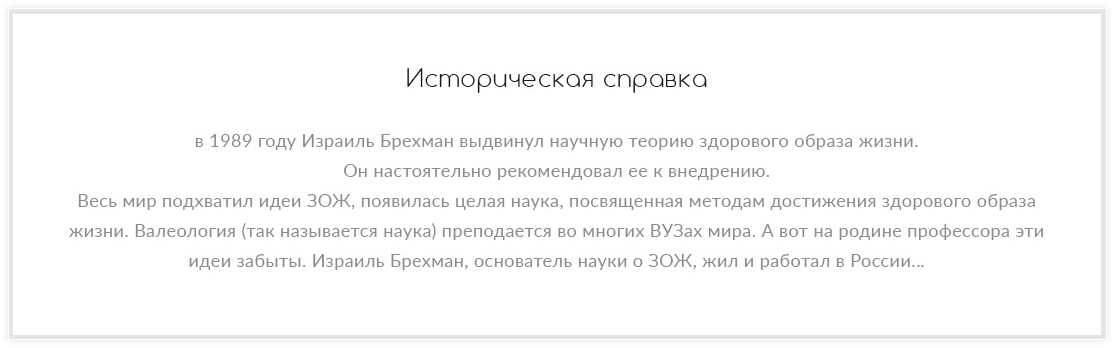 Историческая справка
в 1989 году Израиль Брехман выдвинул научную теорию здорового образа жизни.
Он настоятельно рекомендовал ее к внедрению.
Весь мир подхватил идеи ЗОЖ, появилась целая наука, посвященная методам достижения здорового образа
жизни. Валеология (так называется наука) преподается во многих ВУЗах мира. А вот на родине профессора эти
идеи забыты. Израиль Брехман, основатель науки о ЗОЖ, жил и работал в России...